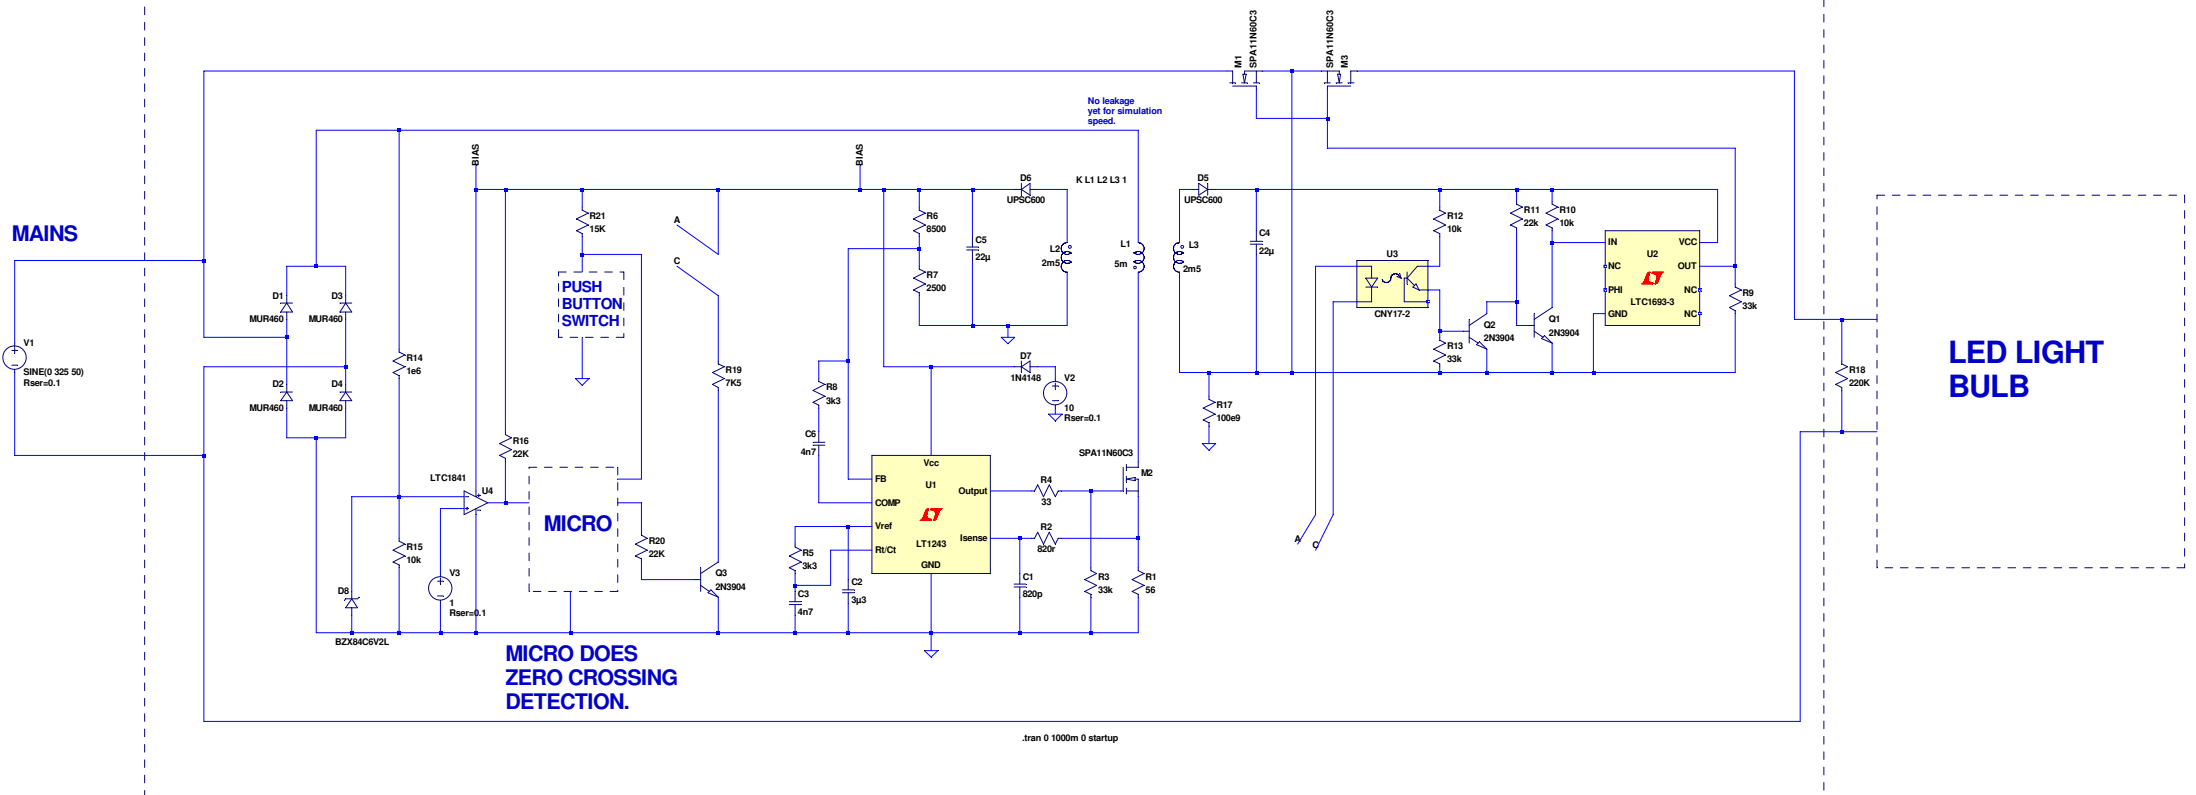 M1
SPA11N60C3
SPA11N60C3
M3
No leakage
yet for simulation
speed.
MAINS
BIAS
BIAS
D6
UPSC600
K L1 L2 L3 1
D5
UPSC600
R21
15K
A
C
R6
8500
C5
22µ
L2
2m5
L1
5m
L3
2m5
C4
22µ
R12
10k
R11
22k
R10
10k
IN
VCC
NC
U2
OUT
PHI
NC
LTC1693-3
GND
NC
R9
33k
U3
CNY17-2
PUSH
BUTTON
SWITCH
R7
2500
D1
MUR460
D3
MUR460
V1
SINE(0 325 50)
Rser=0.1
R14
1e6
D2
MUR460
D4
MUR460
R19
7K5
R8
3k3
D7
1N4148
V2
10
Rser=0.1
R17
100e9
R13
33k
Q2
2N3904
Q1
2N3904
R18
220K
LED LIGHT
BULB
R16
22K
C6
4n7
LTC1841
U4
MICRO
R20
22K
Vcc
FB
U1
Output
COMP
Vref
Isense
Rt/Ct
LT1243
GND
R4
33
R2
820r
SPA11N60C3
M2
A
C
R15
10k
D8
BZX84C6V2L
V3
1
Rser=0.1
Q3
2N3904
R5
3k3
C3
4n7
C2
3µ3
C1
820p
R3
33k
R1
56
MICRO DOES
ZERO CROSSING
DETECTION.
.tran 0 1000m 0 startup